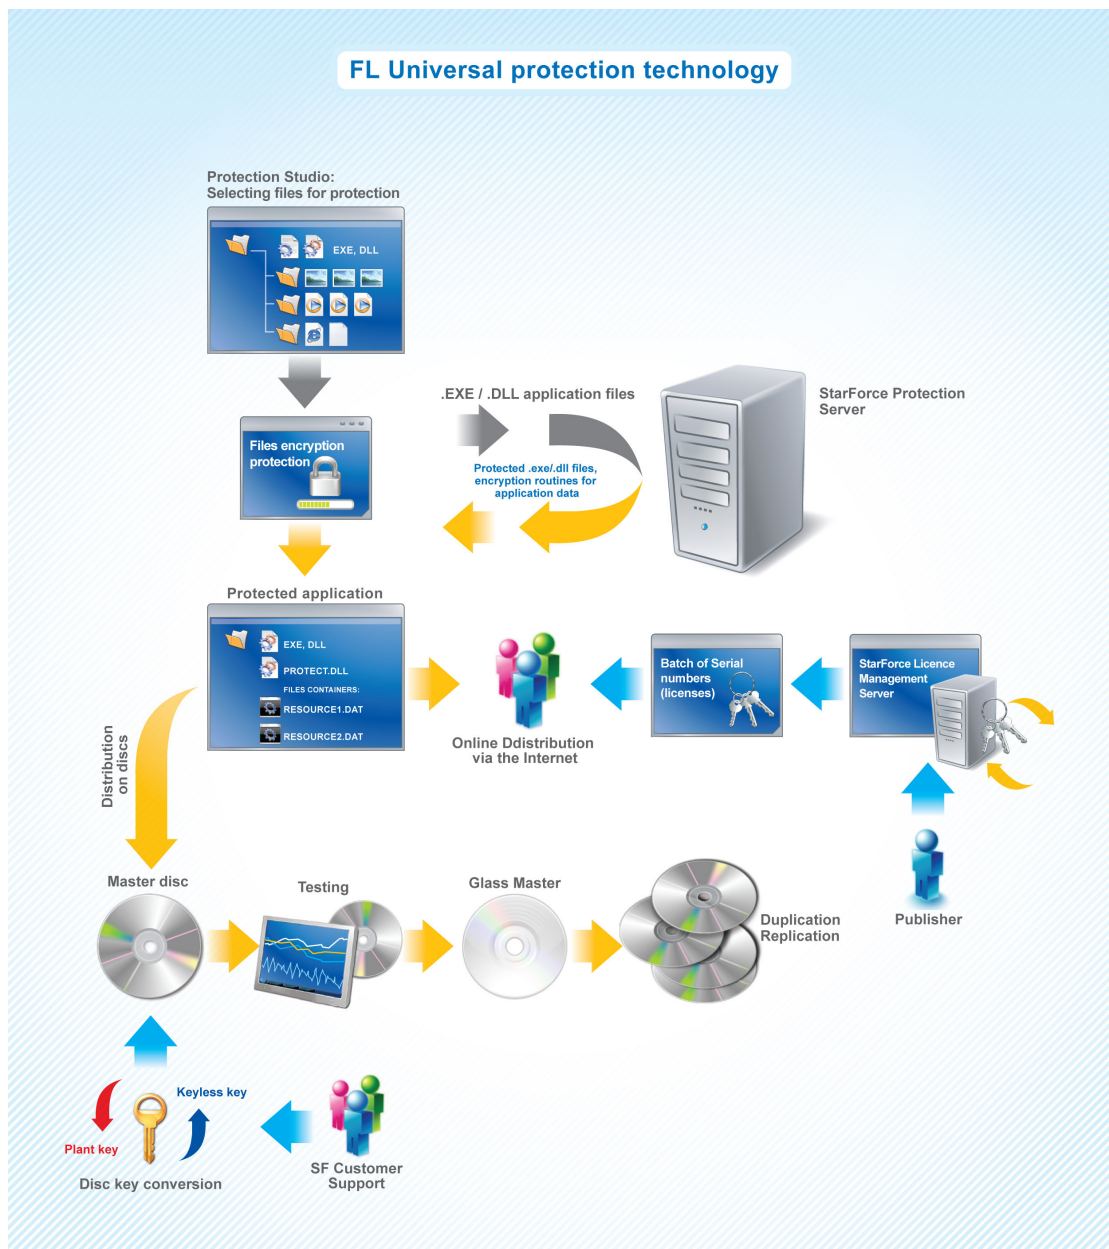 FL Universal protection technology
Protection Studio:
Selecting files for protection
EXE, DLL
.EXE / .DLL application files
StarForce Protection
Server
Files encryption
protection
Protected .exe/.dll files,
encryption routines for
application data
Protected application
EXE, DLL
PROTECT.DLL
FILES CONTAINERS:
RESOURCE1.DAT
RESOURCE2.DAT
Online Ddistribution
via the Internet
Batch of Serial
numbers
(licenses)
StarForce Licence
Management
Server
Distribution
on discs
Publisher
Master disc
Testing
Glass Master
Duplication
Replication
Keyless key
Plant key
Disc key conversion
SF Customer
Support